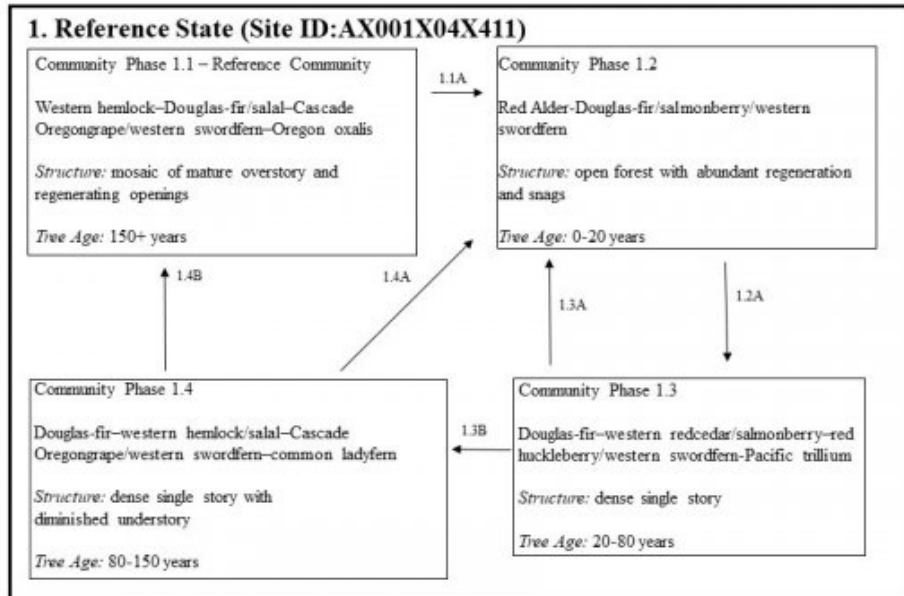 1. Reference State (Site ID:AX001X04X411)
Community Phase 1.1 – Reference Community
Western hemlock–Douglas-fir/salal–Cascade
Oregongrape/western swordfern–Oregon oxalis
Structure: mosaic of mature overstory and
regenerating openings
Tree Age: 150+ years
1.1A
Community Phase 1.2
Red Alder-Douglas-fir/salmonberry/western
swordfern
Structure: open forest with abundant regeneration
and snags
Tree Age: 0-20 years
1.4B
1.4A
1.3A
1.2A
Community Phase 1.4
Douglas-fir–western hemlock/salal–Cascade
Oregongrape/western swordfern–common ladyfern
Structure: dense single story with
diminished understory
Tree Age: 80-150 years
1.3B
Community Phase 1.3
Douglas-fir–western redcedar/salmonberry–red
huckleberry/western swordfern-Pacific trillium
Structure: dense single story
Tree Age: 20-80 years